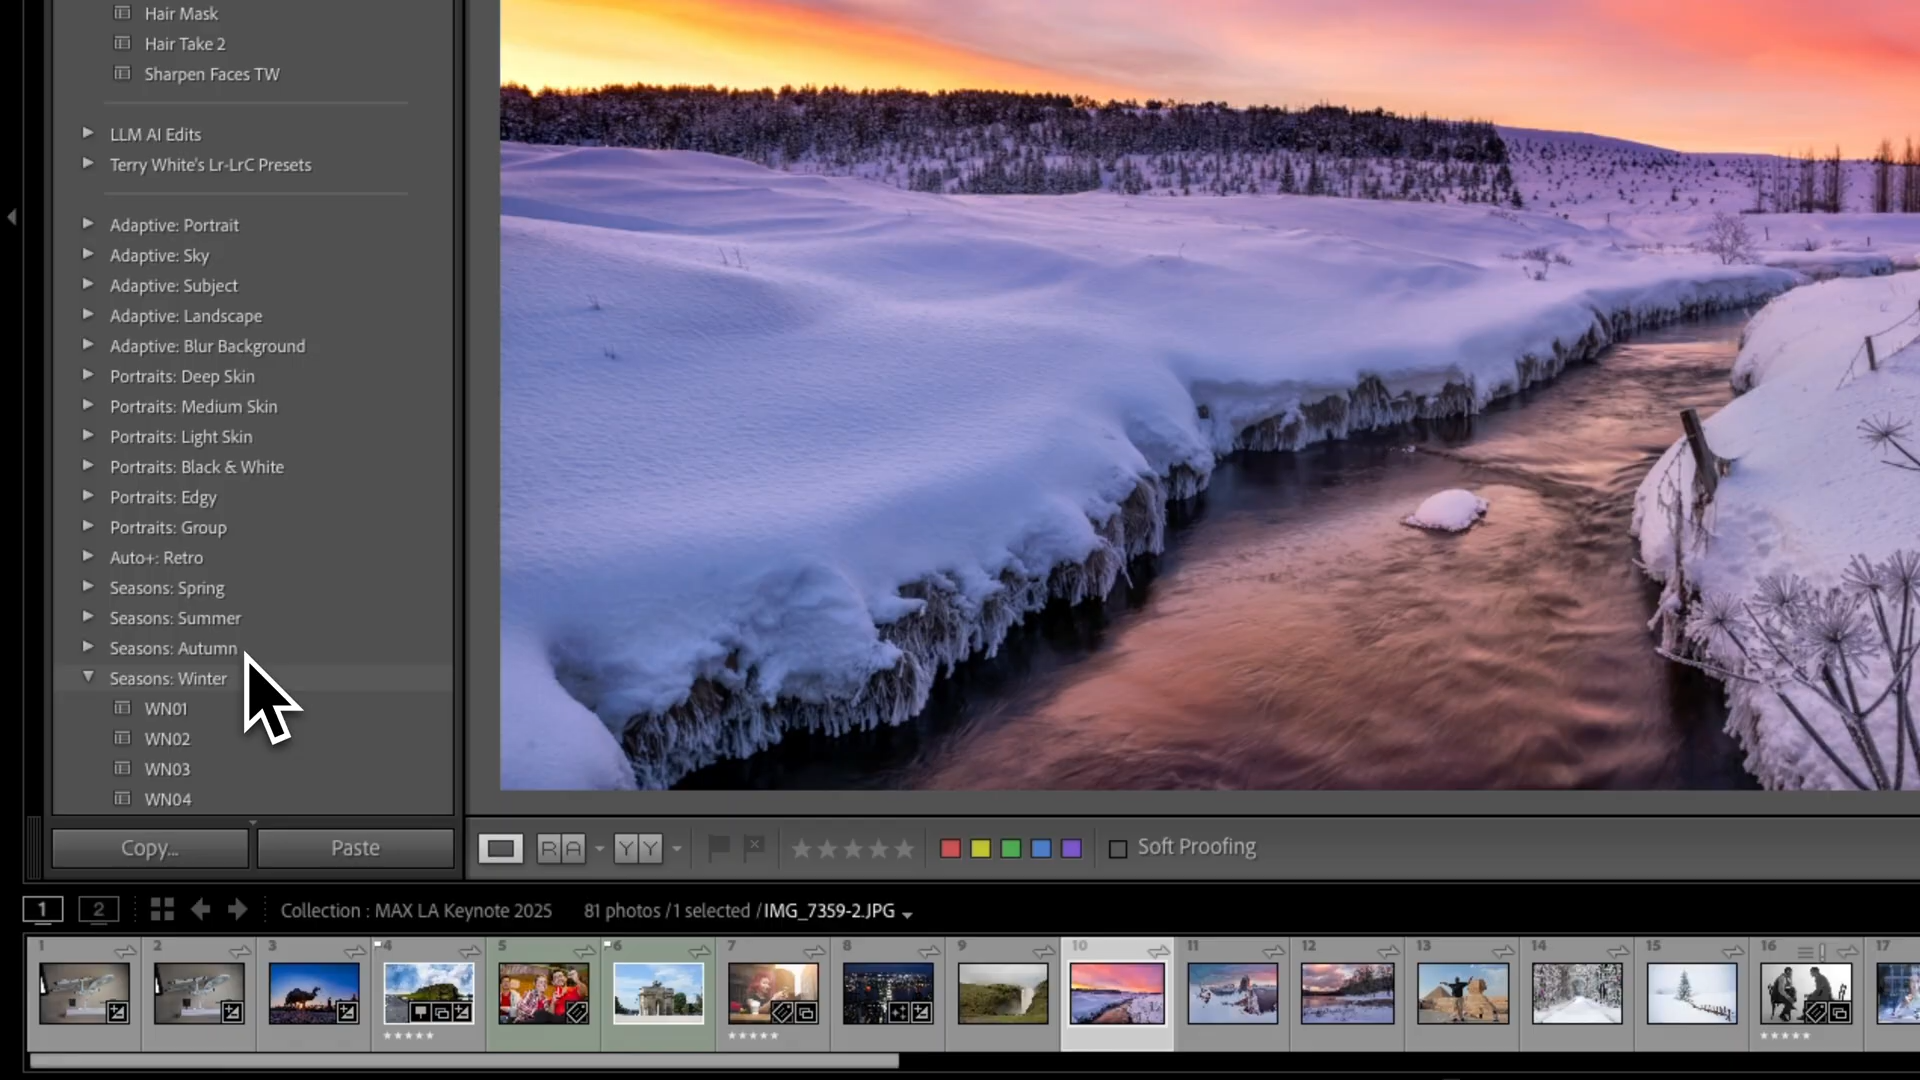 Hair Mask
Hair Take 2
Sharpen Faces TW
LLM AI Edits
Terry White's Lr-LrC Presets
Adaptive: Portrait
Adaptive: Sky
Adaptive: Subject
Adaptive: Landscape
Adaptive: Blur Background
Portraits: Deep Skin
Portraits: Medium Skin
Portraits: Light Skin
Portraits: Black & White
Portraits: Edgy
Portraits: Group
Auto+: Retro
Seasons: Spring
Seasons: Summer
Seasons: Autumn
Seasons: Winter
WN01
WN02
WN03
WN04
Copy... Paste RA YY Soft Proofing
1 2 Collection : MAX LA Keynote 2025 81 photos /1 selected /IMG_7359-2.JPG
1 2 3 4 5 6 7 8 9 10 11 12 13 14 15 16 17